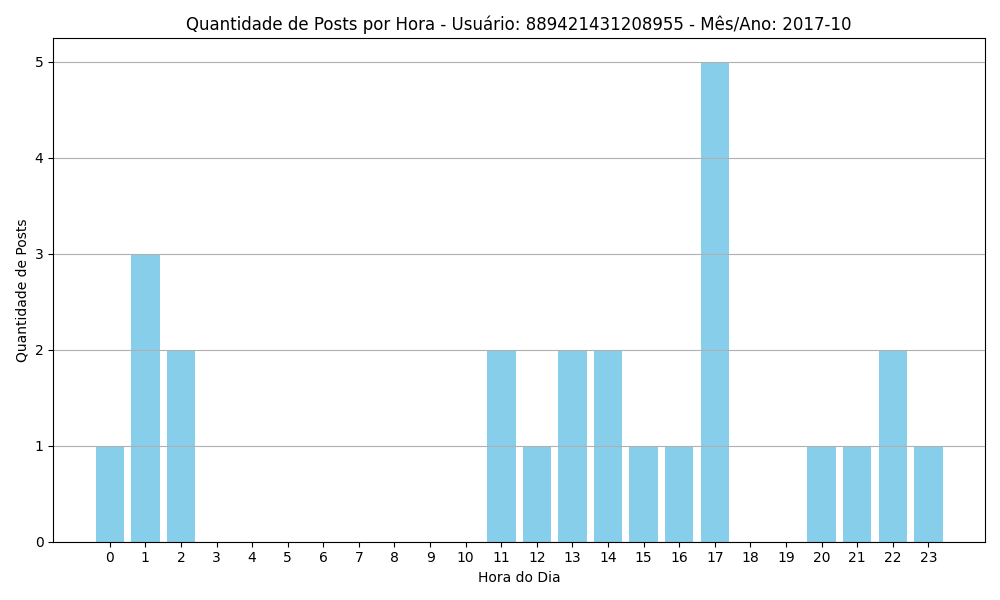 Quantidade de Posts por Hora - Usuário: 889421431208955 - Mês/Ano: 2017-10
Quantidade de Posts
5
4
3
2
1
0
0 1 2 3 4 5 6 7 8 9 10 11 12 13 14 15 16 17 18 19 20 21 22 23
Hora do Dia